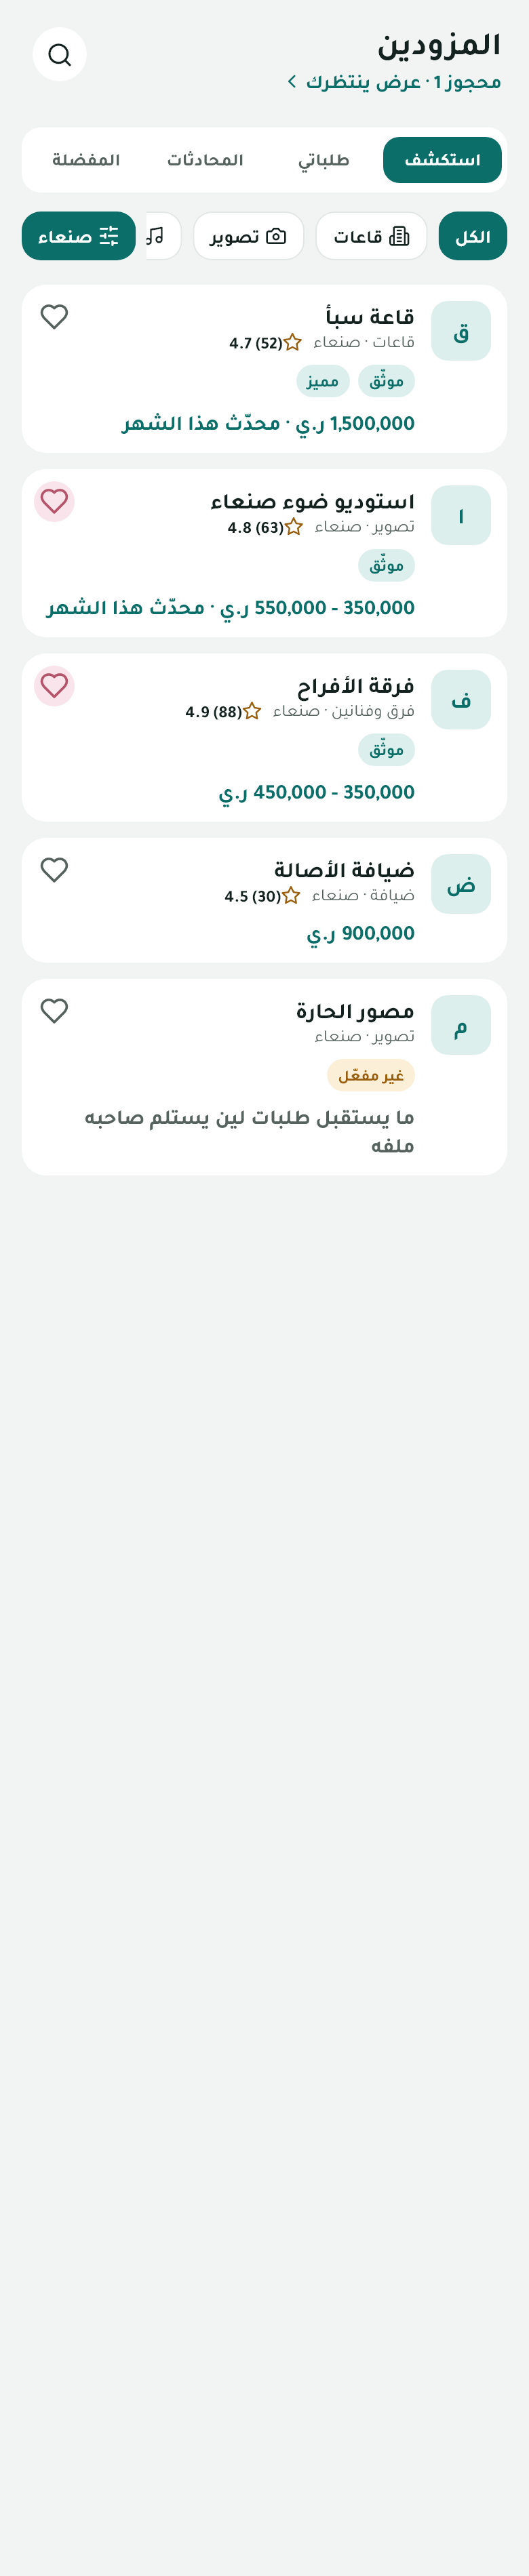 المزودين
محجوز 1 · عرض ينتظرك
استكشف
طلباتي
المحادثات
المفضلة
الكل
قاعات
تصوير
صنعاء
ق
قاعة سبأ
قاعات · صنعاء 4.7 (52)
موثّق
مميز
1,500,000 ر.ي · محدّث هذا الشهر
ا
استوديو ضوء صنعاء
تصوير · صنعاء 4.8 (63)
موثّق
350,000 - 550,000 ر.ي · محدّث هذا الشهر
ف
فرقة الأفراح
فرق وفنانين · صنعاء 4.9 (88)
موثّق
350,000 - 450,000 ر.ي
ض
ضيافة الأصالة
ضيافة · صنعاء 4.5 (30)
900,000 ر.ي
م
مصور الحارة
تصوير · صنعاء
غير مفعّل
ما يستقبل طلبات لين يستلم صاحبه
ملفه